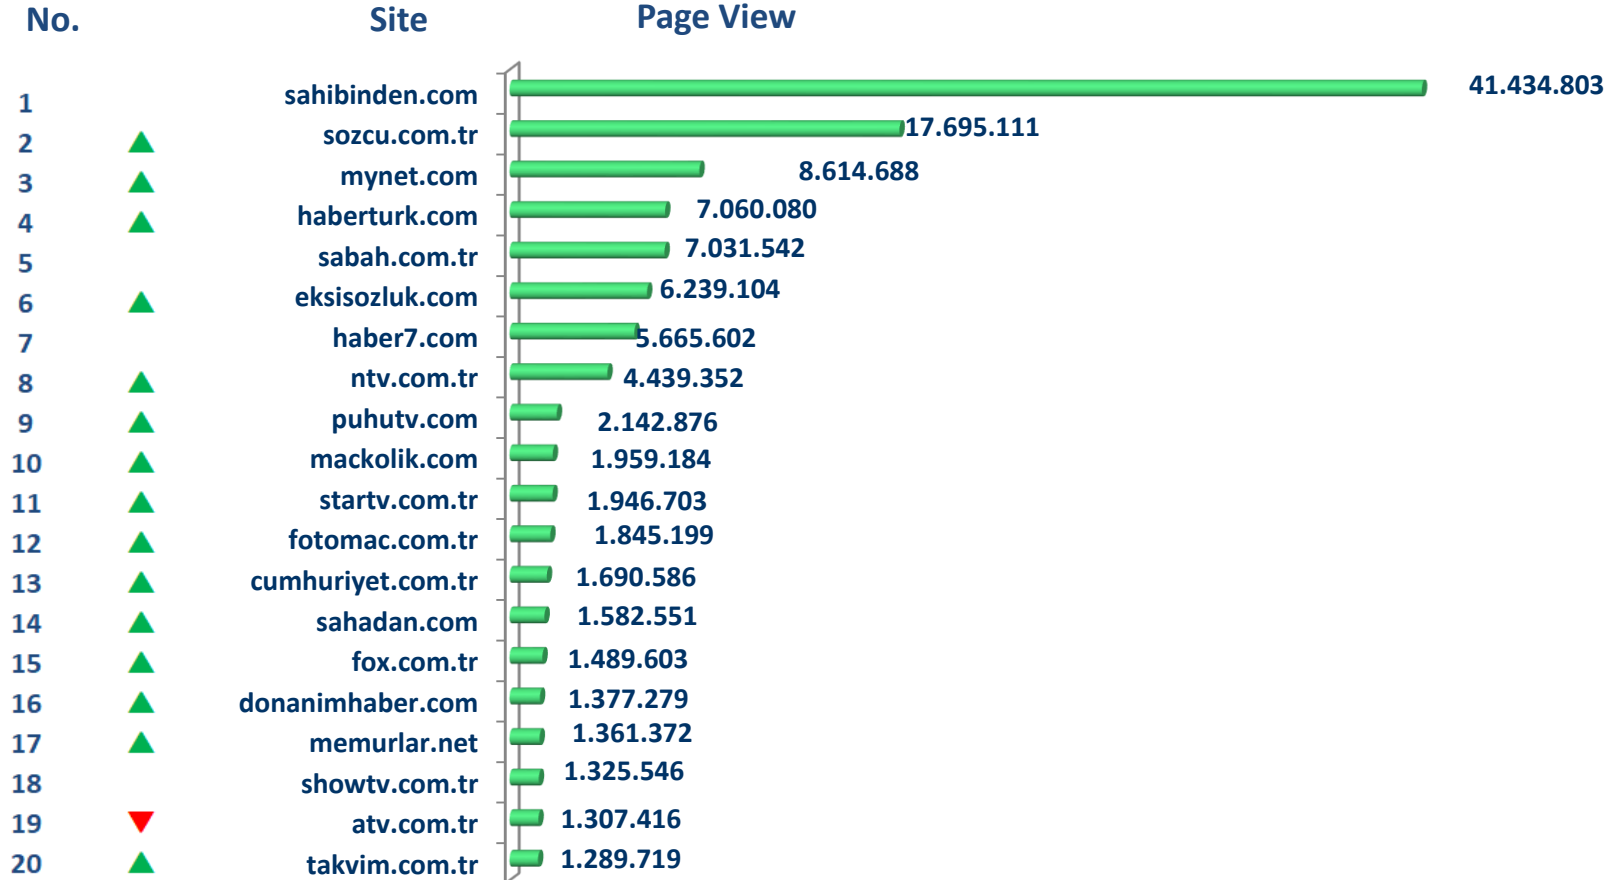 No. Site Page View
1 sahibinden.com 41.434.803
2 sozcu.com.tr 17.695.111
3 mynet.com 8.614.688
4 haberturk.com 7.060.080
5 sabah.com.tr 7.031.542
6 eksisozluk.com 6.239.104
7 haber7.com 5.665.602
8 ntv.com.tr 4.439.352
9 puhutv.com 2.142.876
10 mackolik.com 1.959.184
11 startv.com.tr 1.946.703
12 fotomac.com.tr 1.845.199
13 cumhuriyet.com.tr 1.690.586
14 sahadan.com 1.582.551
15 fox.com.tr 1.489.603
16 donanimhaber.com 1.377.279
17 memurlar.net 1.361.372
18 showtv.com.tr 1.325.546
19 atv.com.tr 1.307.416
20 takvim.com.tr 1.289.719